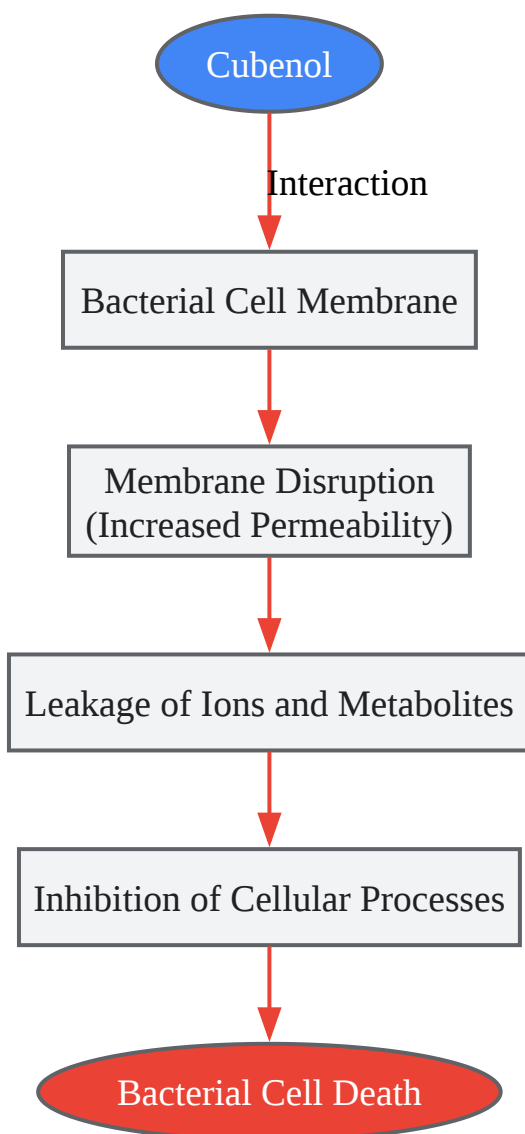 Cubenol
Interaction
Bacterial Cell Membrane
Membrane Disruption
(Increased Permeability)
Leakage of Ions and Metabolites
Inhibition of Cellular Processes
Bacterial Cell Death